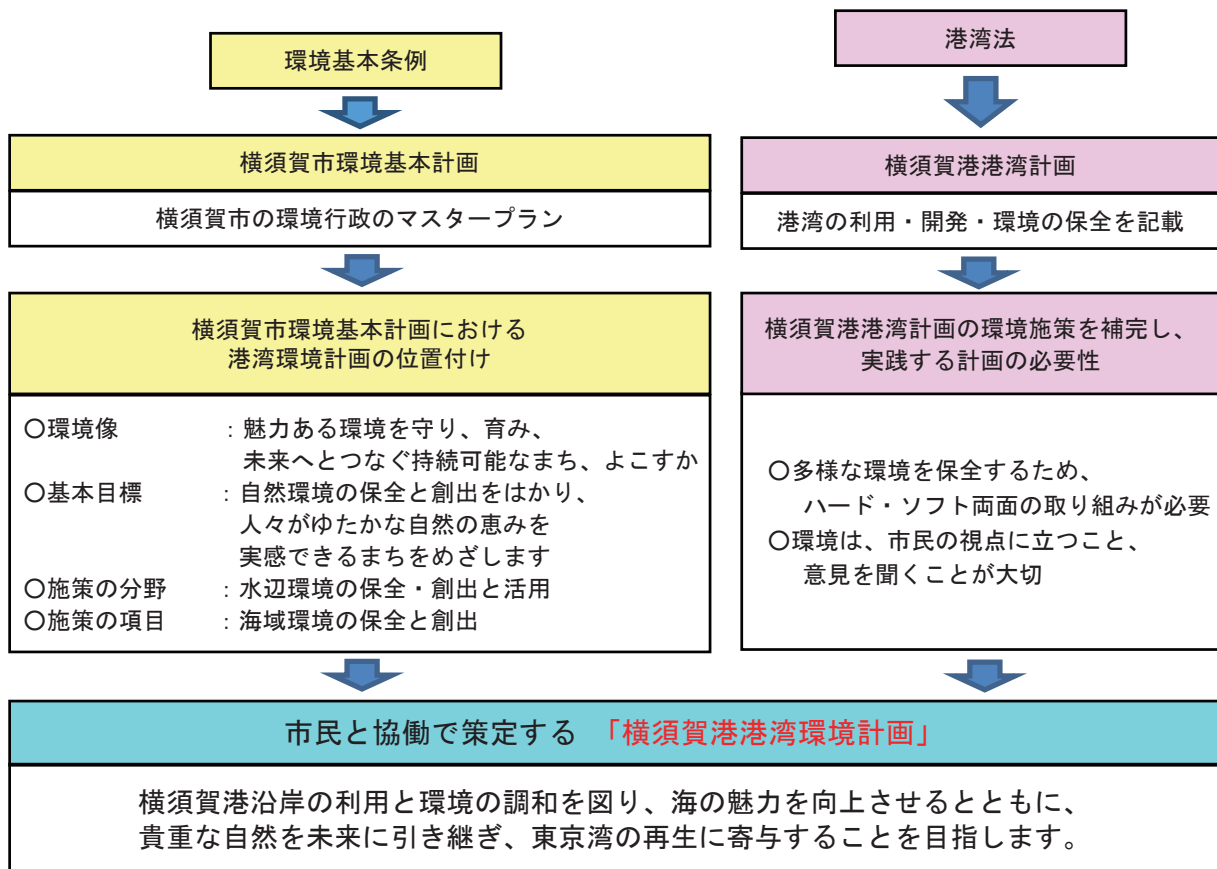 環境基本条例
横須賀市環境基本計画
横須賀市の環境行政のマスタープラン
横須賀市環境基本計画における
港湾環境計画の位置付け
〇環境像 : 魅力ある環境を守り、育み、
未来へとつなぐ持続可能なまち、よこすか
〇基本目標 : 自然環境の保全と創出をはかり、
人々がゆたかな自然の恵みを
実感できるまちをめざします
〇施策の分野 : 水辺環境の保全・創出と活用
〇施策の項目 : 海域環境の保全と創出
港湾法
横須賀港港湾計画
港湾の利用・開発・環境の保全を記載
横須賀港港湾計画の環境施策を補完し、
実践する計画の必要性
〇多様な環境を保全するため、
ハード・ソフト両面の取り組みが必要
〇環境は、市民の視点に立つこと、
意見を聞くことが大切
市民と協働で策定する 「横須賀港港湾環境計画」
横須賀港沿岸の利用と環境の調和を図り、海の魅力を向上させるとともに、
貴重な自然を未来に引き継ぎ、東京湾の再生に寄与することを目指します。